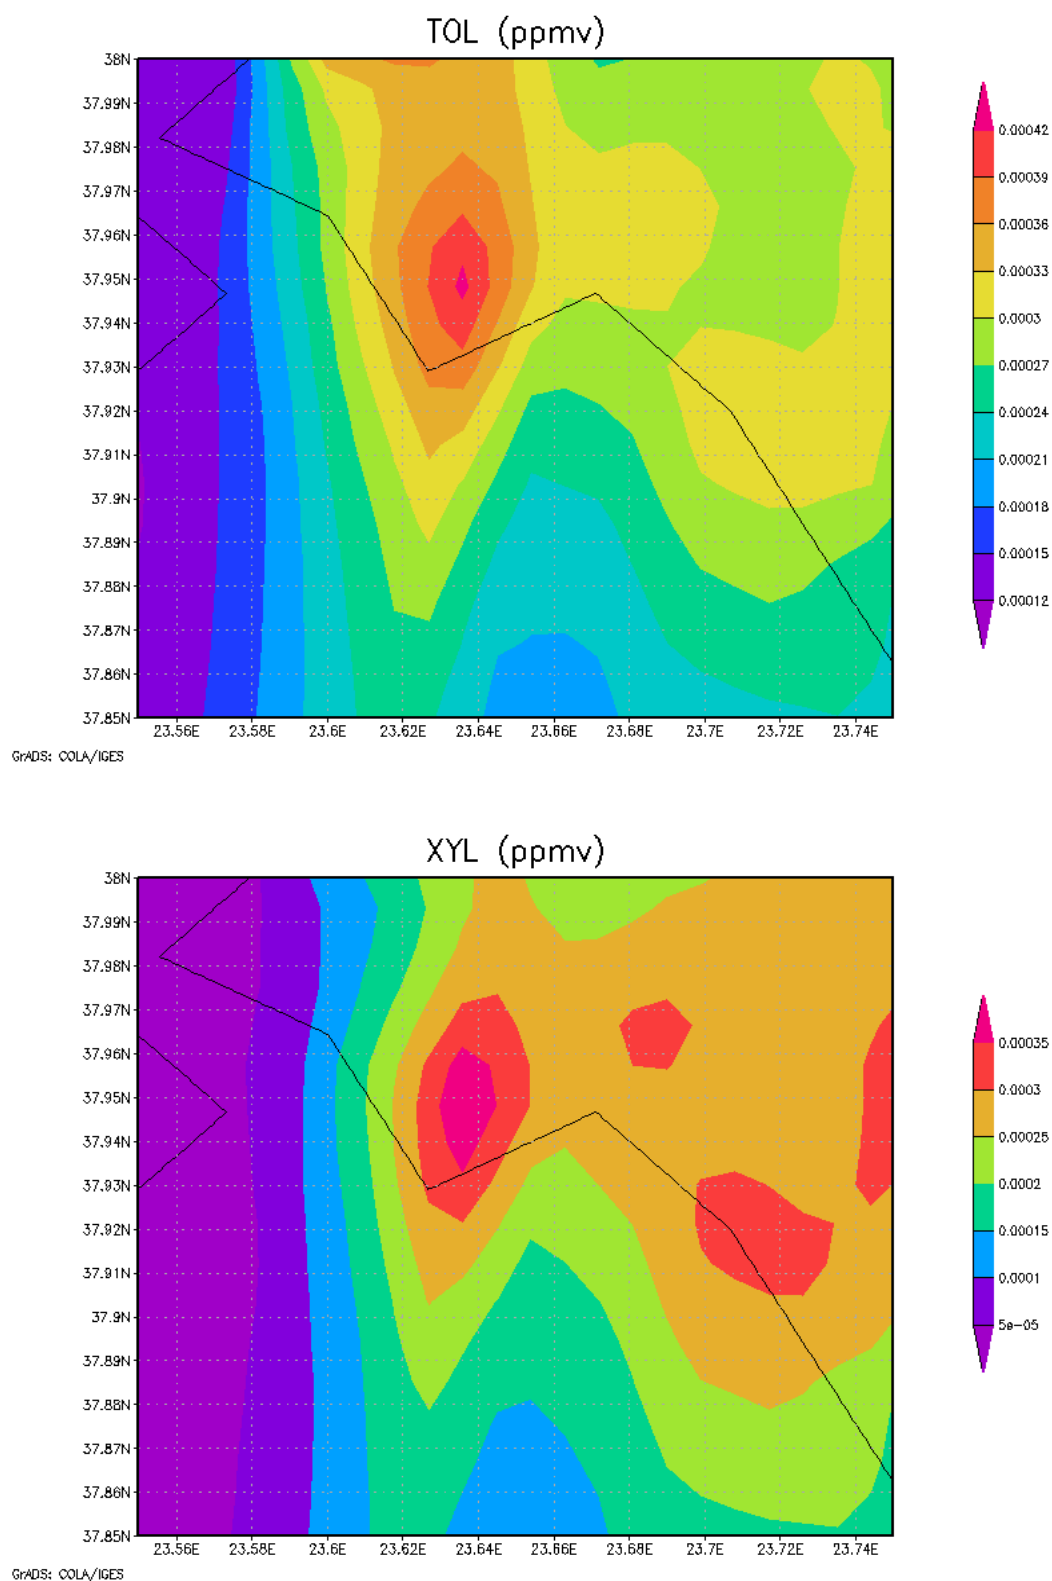 TOL (ppmv)
38N
37.99N
37.98N
37.97N
37.96N
37.95N
37.94N
37.93N
37.92N
37.91N
37.9N
37.89N
37.88N
37.87N
37.86N
37.85N
23.56E 23.58E 23.6E 23.62E 23.64E 23.66E 23.68E 23.7E 23.72E 23.74E
0.00042
0.00039
0.00036
0.00033
0.0003
0.00027
0.00024
0.00021
0.00018
0.00015
0.00012
GrADS: COLA/IGES
XYL (ppmv)
38N
37.99N
37.98N
37.97N
37.96N
37.95N
37.94N
37.93N
37.92N
37.91N
37.9N
37.89N
37.88N
37.87N
37.86N
37.85N
23.56E 23.58E 23.6E 23.62E 23.64E 23.66E 23.68E 23.7E 23.72E 23.74E
0.00035
0.0003
0.00025
0.0002
0.00015
0.0001
5e-05
GrADS: COLA/IGES